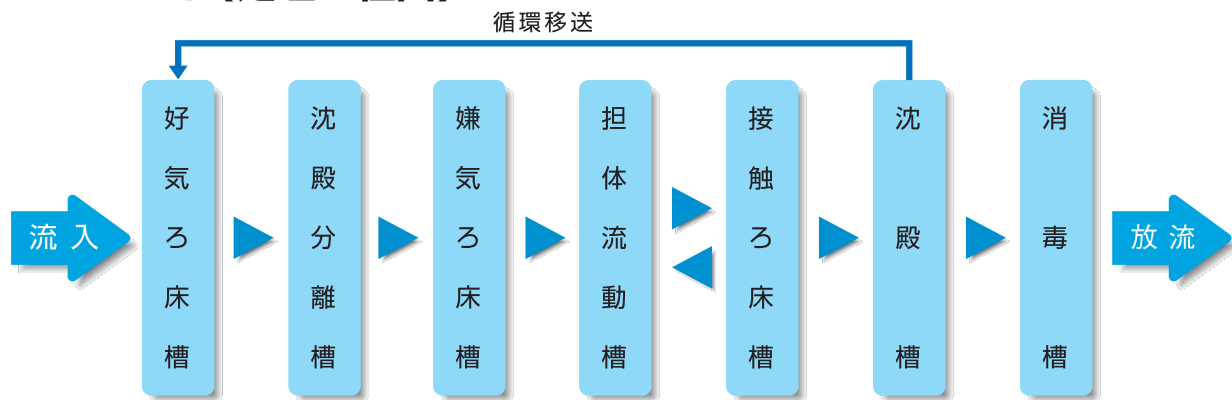 循環移送
流入
好気ろ床槽
沈殿分離槽
嫌気ろ床槽
担体流動槽
接触ろ床槽
沈殿槽
消毒槽
放流